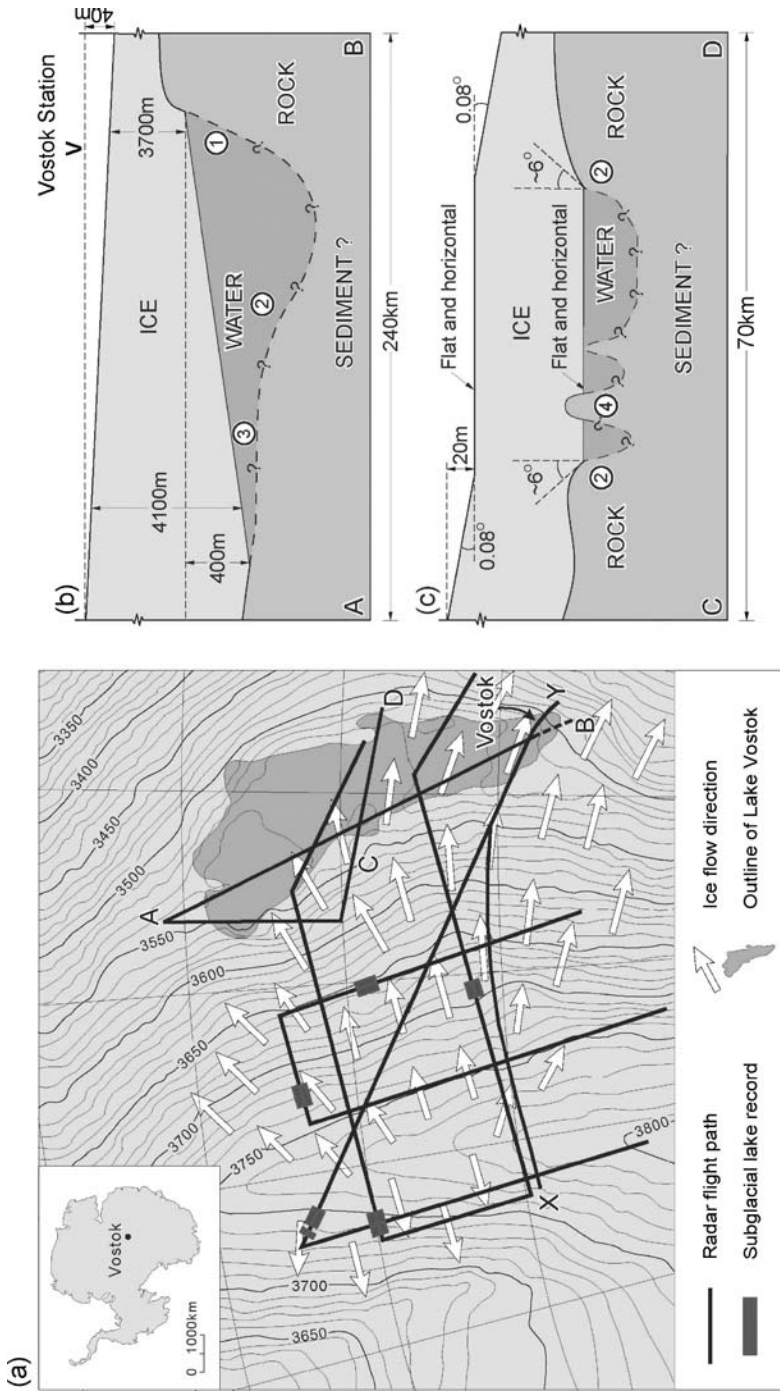 (a)
Vostok
0 1000km
3350
3400
3450
3500
3550
3600
3650
3700
3750
3800
3700
3650
A
B
C
D
X
Y
Vostok
Radar flight path
Subglacial lake record
Ice flow direction
Outline of Lake Vostok
(b)
Vostok Station
V
40m
ICE
4100m
3700m
400m
WATER
1
2
3
?
?
?
?
?
ROCK
SEDIMENT ?
A
B
240km
(c)
Flat and horizontal
20m
0.08°
0.08°
ICE
Flat and horizontal
~6°
~6°
2
2
4
WATER
?
?
?
?
?
?
?
ROCK
ROCK
SEDIMENT ?
C
D
70km